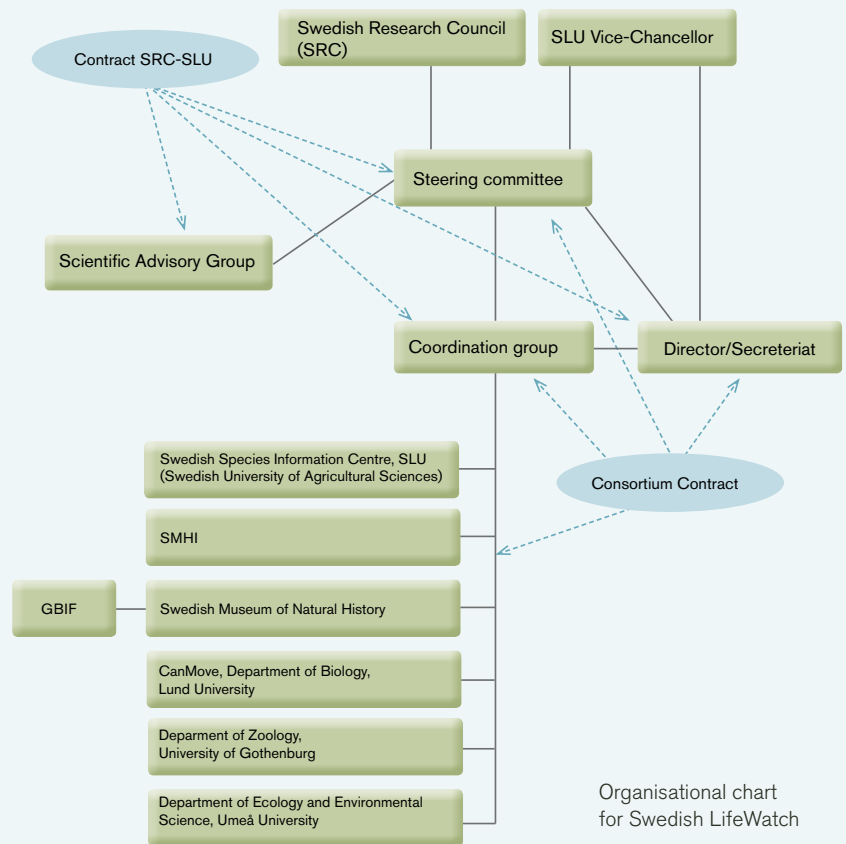 Swedish Research Council
(SRC)
SLU Vice-Chancellor
Contract SRC-SLU
Steering committee
Scientific Advisory Group
Coordination group
Director/Secreteriat
Swedish Species Information Centre, SLU
(Swedish University of Agricultural Sciences)
Consortium Contract
SMHI
GBIF
Swedish Museum of Natural History
CanMove, Department of Biology,
Lund University
Deparment of Zoology,
University of Gothenburg
Department of Ecology and Environmental
Science, Umeå University
Organisational chart
for Swedish LifeWatch